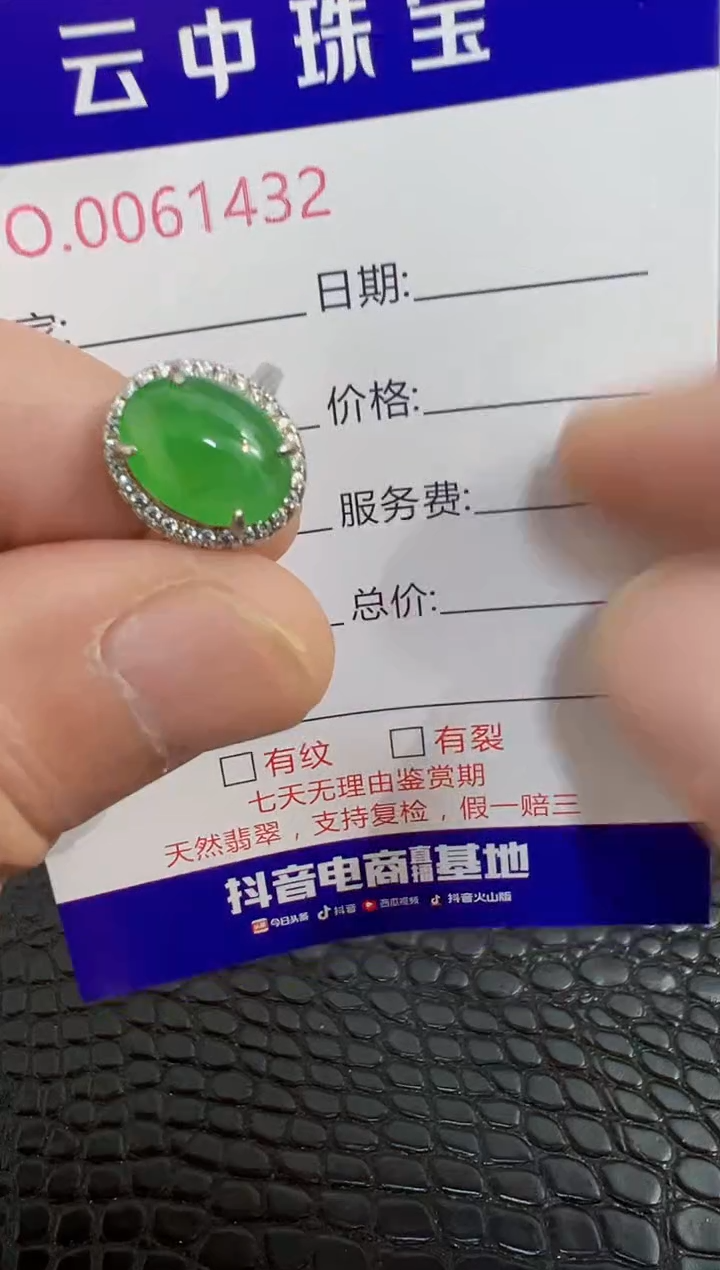 云中珠宝
O.0061432
日期:
价格:
服务费:
总价:
有纹 有裂
七天无理由鉴赏期
天然翡翠，支持复检，假一赔三
抖音电商直播基地
今日头条 抖音 西瓜视频 抖音火山版